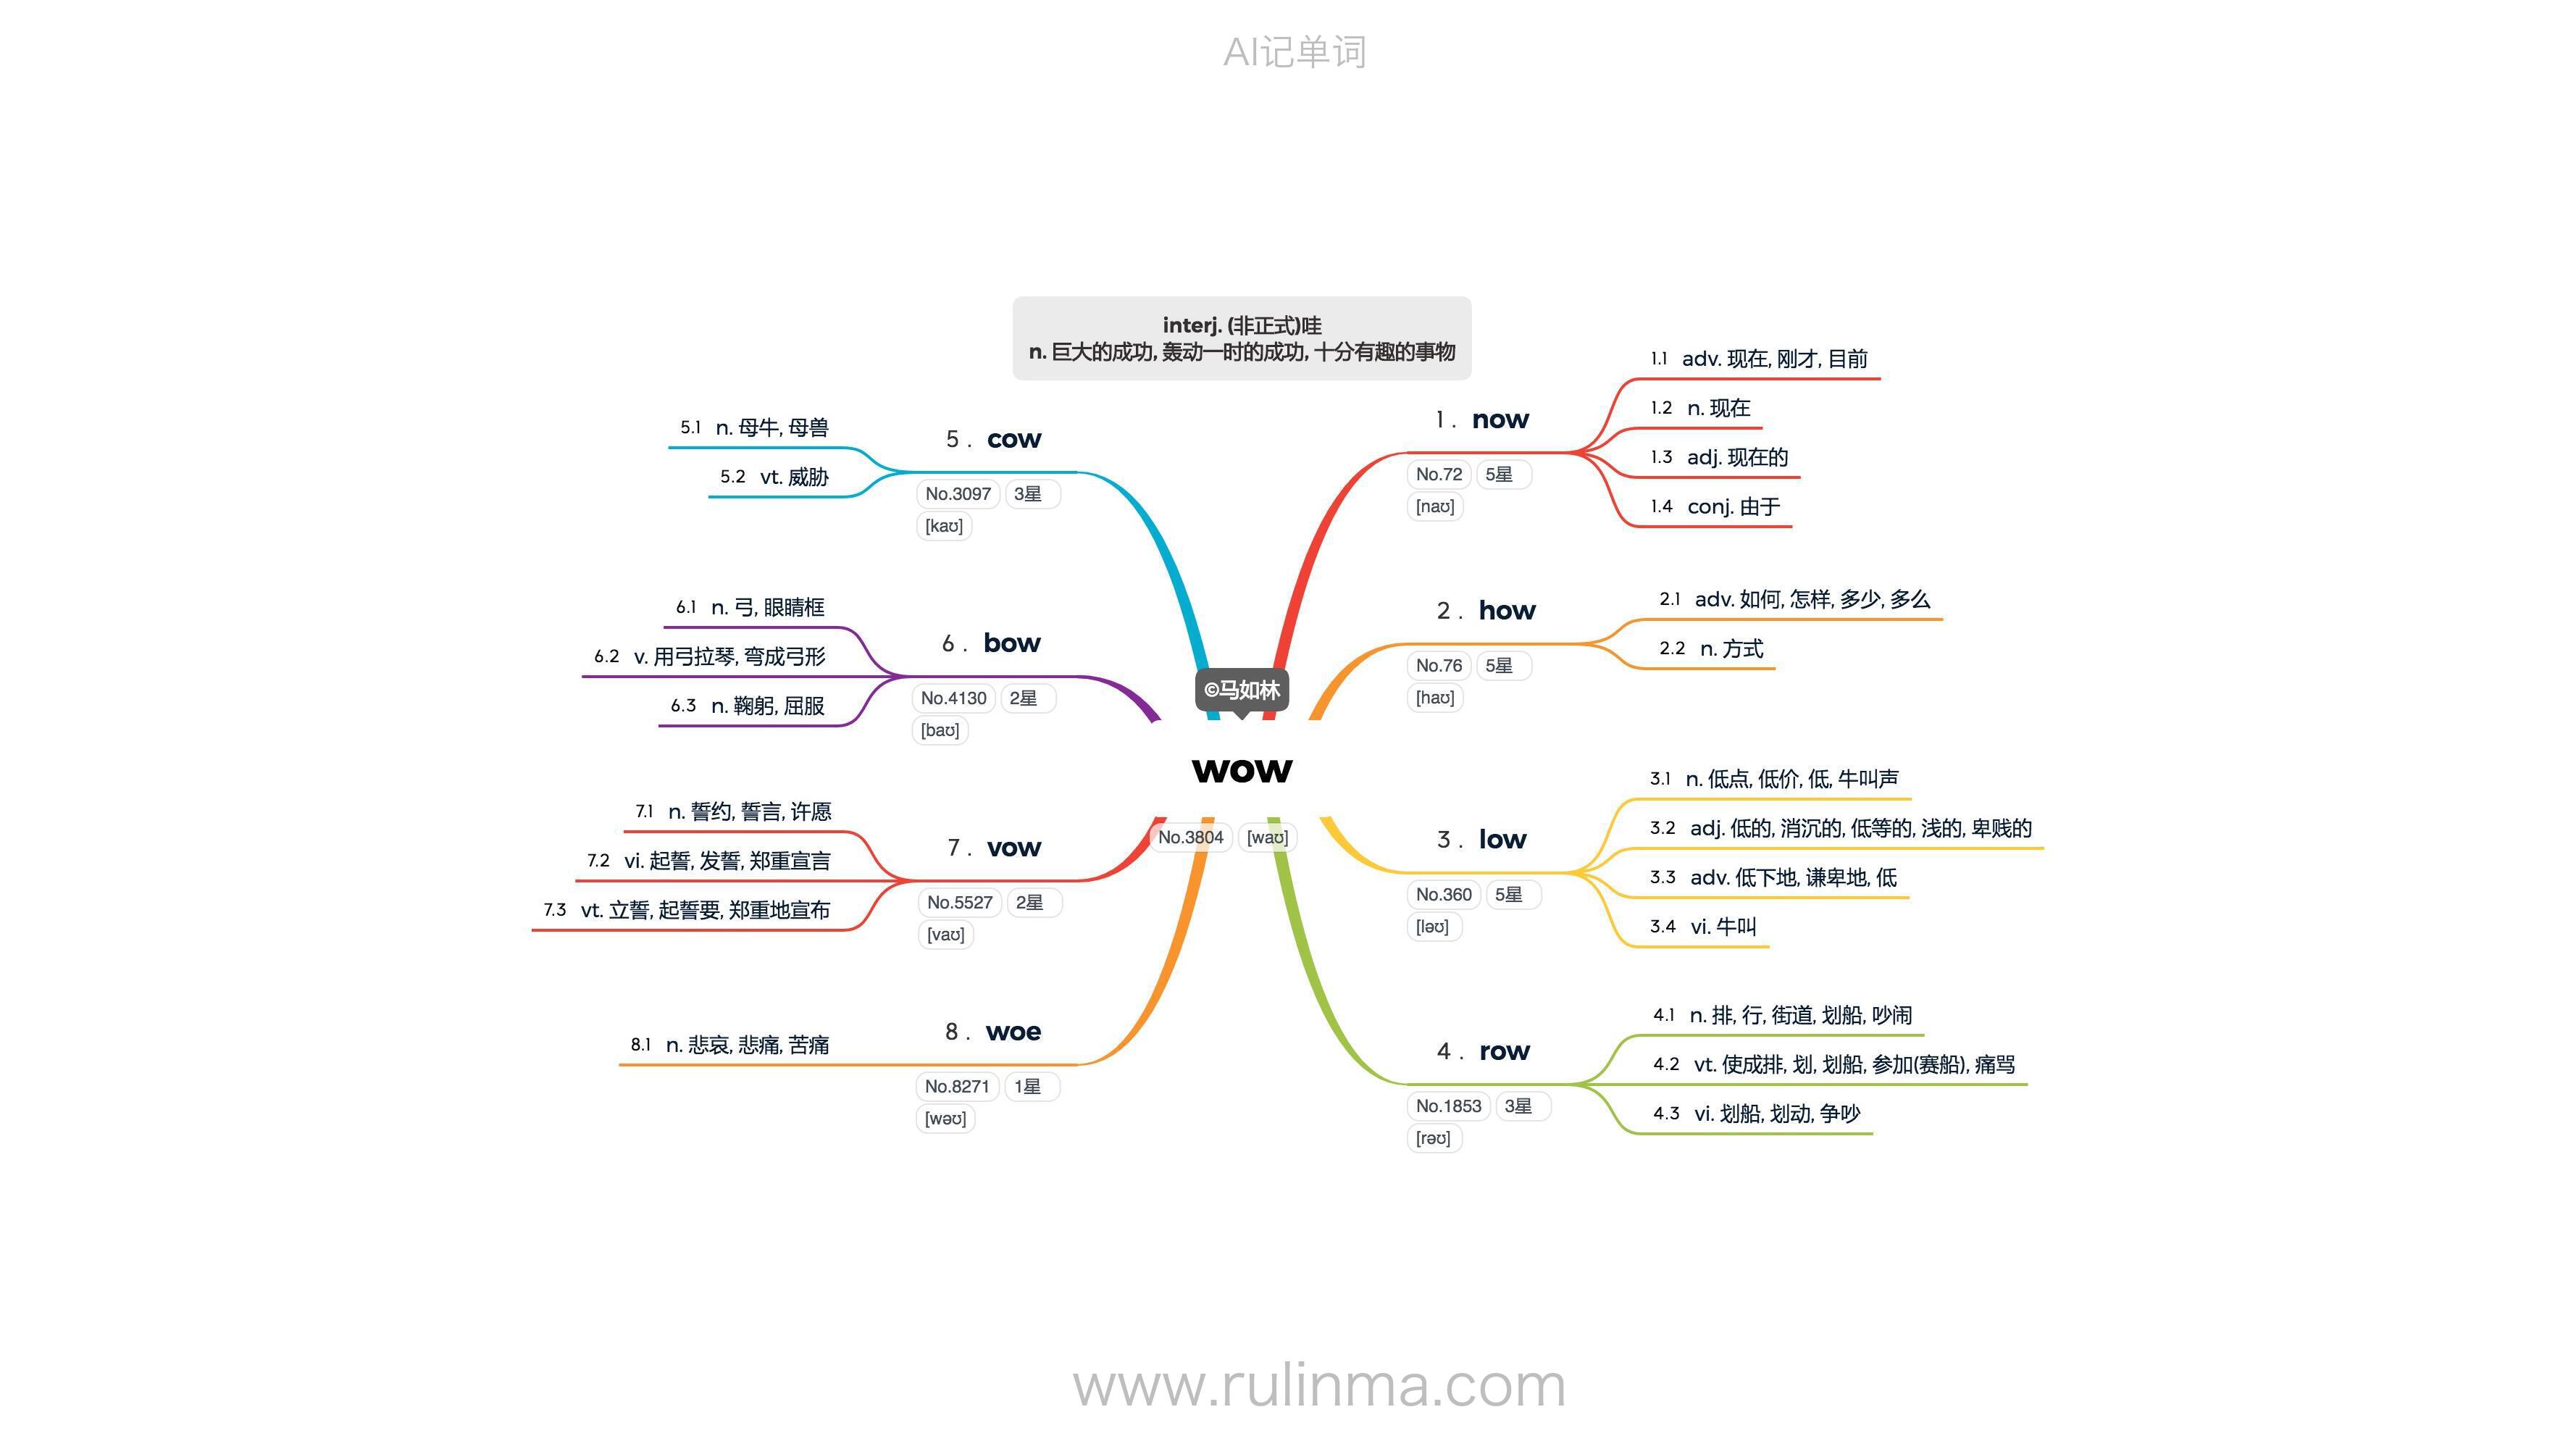 AI记单词
interj. (非正式)哇
n. 巨大的成功, 轰动一时的成功, 十分有趣的事物
©马如林
wow
No.3804 [waʊ]
1. now
No.72 5星
[naʊ]
1.1 adv. 现在, 刚才, 目前
1.2 n. 现在
1.3 adj. 现在的
1.4 conj. 由于
2. how
No.76 5星
[haʊ]
2.1 adv. 如何, 怎样, 多少, 多么
2.2 n. 方式
3. low
No.360 5星
[ləʊ]
3.1 n. 低点, 低价, 低, 牛叫声
3.2 adj. 低的, 消沉的, 低等的, 浅的, 卑贱的
3.3 adv. 低下地, 谦卑地, 低
3.4 vi. 牛叫
4. row
No.1853 3星
[rəʊ]
4.1 n. 排, 行, 街道, 划船, 吵闹
4.2 vt. 使成排, 划, 划船, 参加(赛船), 痛骂
4.3 vi. 划船, 划动, 争吵
5. cow
No.3097 3星
[kaʊ]
5.1 n. 母牛, 母兽
5.2 vt. 威胁
6. bow
No.4130 2星
[baʊ]
6.1 n. 弓, 眼睛框
6.2 v. 用弓拉琴, 弯成弓形
6.3 n. 鞠躬, 屈服
7. vow
No.5527 2星
[vaʊ]
7.1 n. 誓约, 誓言, 许愿
7.2 vi. 起誓, 发誓, 郑重宣言
7.3 vt. 立誓, 起誓要, 郑重地宣布
8. woe
No.8271 1星
[wəʊ]
8.1 n. 悲哀, 悲痛, 苦痛
www.rulinma.com